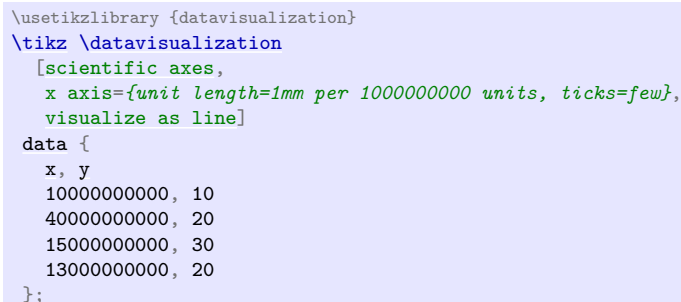 \usetikzlibrary {datavisualization}
\tikz \datavisualization
[scientific axes,
x axis={unit length=1mm per 1000000000 units, ticks=few},
visualize as line]
data {
x, y
10000000000, 10
40000000000, 20
15000000000, 30
13000000000, 20
};